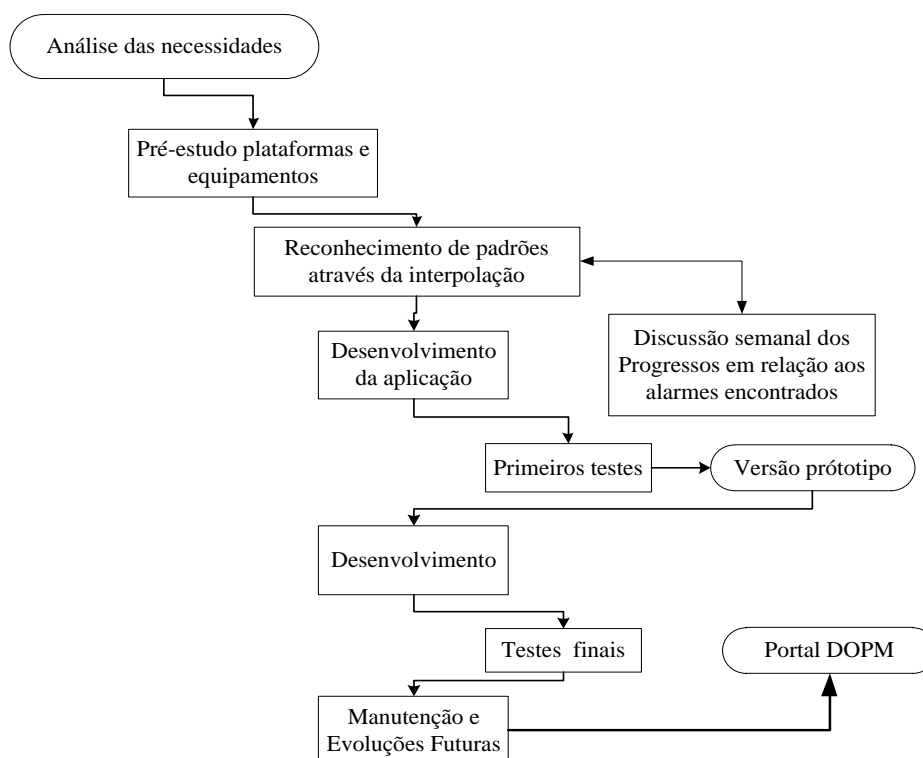 Análise das necessidades
Pré-estudo plataformas e
equipamentos
Reconhecimento de padrões
através da interpolação
Desenvolvimento
da aplicação
Discussão semanal dos
Progressos em relação aos
alarmes encontrados
Primeiros testes
Versão prótotipo
Desenvolvimento
Testes finais
Portal DOPM
Manutenção e
Evoluções Futuras